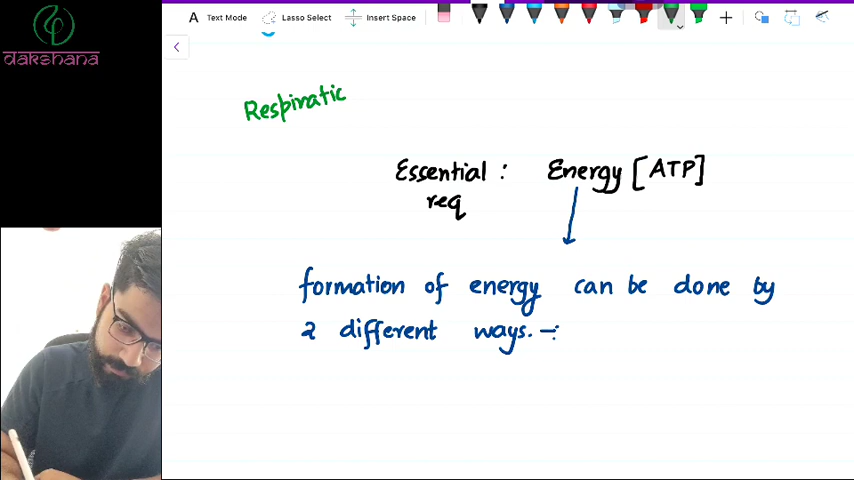 dakshana
Text Mode Lasso Select Insert Space
Respiratic
Essential : Energy [ATP]
req
formation of energy can be done by
2 different ways. -: